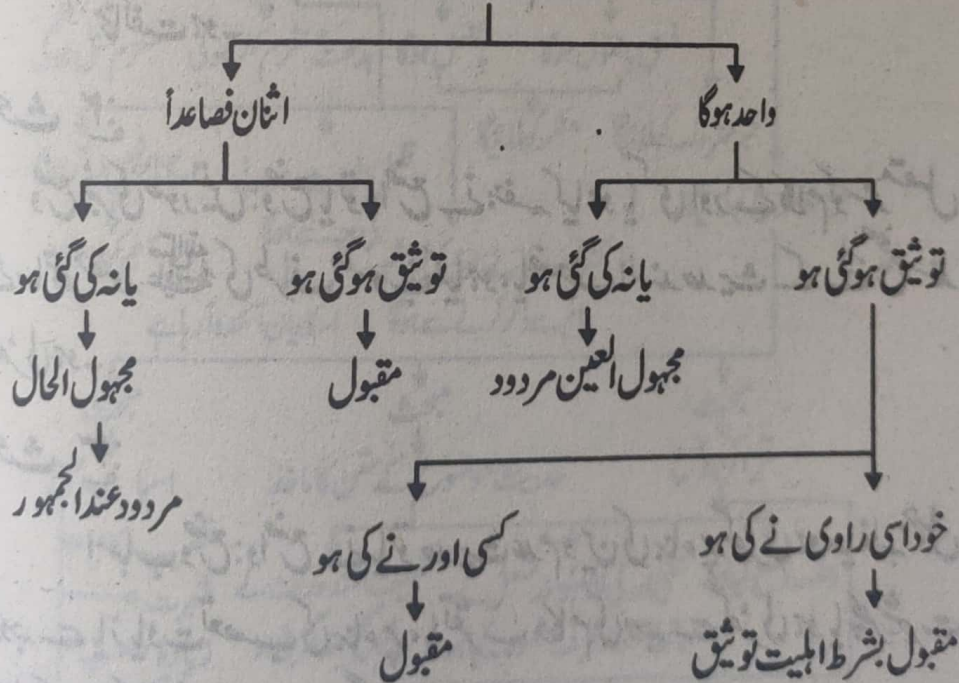 واحد ہوگا
اثنان فصاعداً
توثیق ہوگئی ہو
یا نہ کی گئی ہو
توثیق ہوگئی ہو
یا نہ کی گئی ہو
مجہول العین مردود
مقبول
مجہول الحال
مردود عند الجمہور
خود اسی راوی نے کی ہو
کسی اور نے کی ہو
مقبول بشرط اہلیت توثیق
مقبول